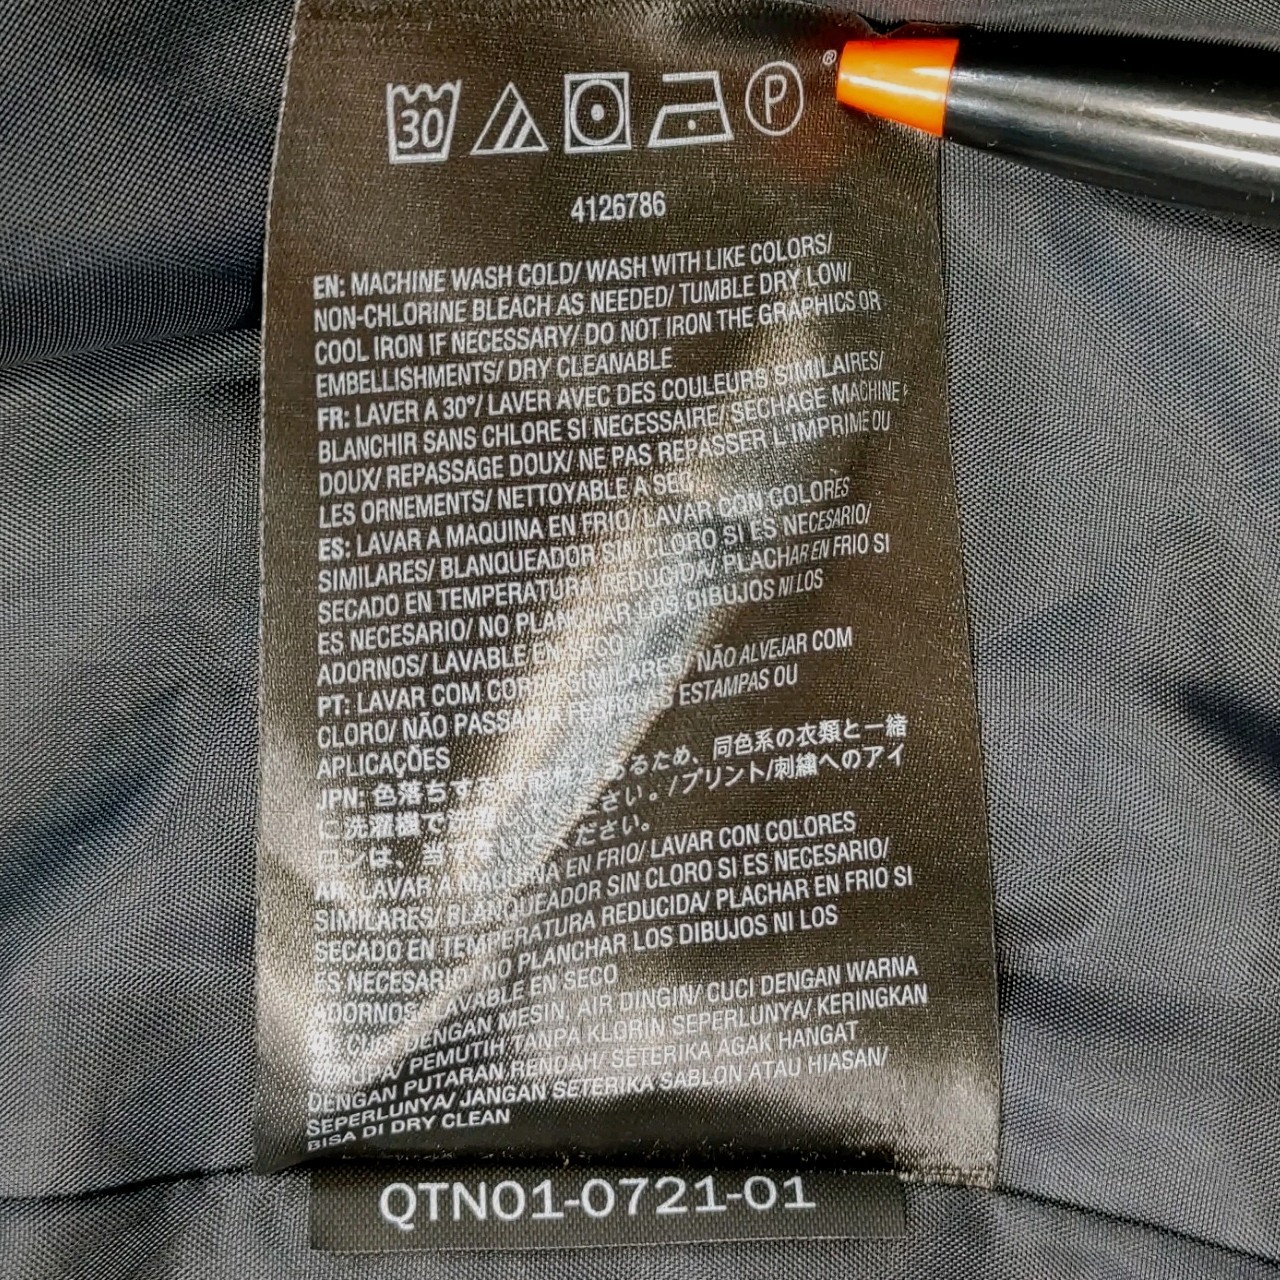 30 P ®
4126786
EN: MACHINE WASH COLD/ WASH WITH LIKE COLORS/
NON-CHLORINE BLEACH AS NEEDED/ TUMBLE DRY LOW/
COOL IRON IF NECESSARY/ DO NOT IRON THE GRAPHICS OR
EMBELLISHMENTS/ DRY CLEANABLE
FR: LAVER A 30°/ LAVER AVEC DES COULEURS SIMILAIRES/
BLANCHIR SANS CHLORE SI NECESSAIRE/ SECHAGE MACHINE
DOUX/ REPASSAGE DOUX/ NE PAS REPASSER L'IMPRIME OU
LES ORNEMENTS/ NETTOYABLE A SEC
ES: LAVAR A MAQUINA EN FRIO/ LAVAR CON COLORES
SIMILARES/ BLANQUEADOR SIN CLORO SI ES NECESARIO/
SECADO EN TEMPERATURA REDUCIDA/ PLACHAR EN FRIO SI
ES NECESARIO/ NO PLANCHAR LOS DIBUJOS NI LOS
ADORNOS/ LAVABLE EN SECO
PT: LAVAR COM CORES SIMILARES/ NÃO ALVEJAR COM
CLORO/ NÃO PASSAR A ESTAMPAS OU
APLICAÇÕES
JPN: 色落ちす あるため、同色系の衣類と一緒
に洗濯機で ください。/プリント/刺繍へのアイ
ロンは、当 ください。
AR: LAVAR A MAQUINA EN FRIO/ LAVAR CON COLORES
SIMILARES/ BLANQUEADOR SIN CLORO SI ES NECESARIO/
SECADO EN TEMPERATURA REDUCIDA/ PLACHAR EN FRIO SI
ES NECESARIO/ NO PLANCHAR LOS DIBUJOS NI LOS
ADORNOS/ LAVABLE EN SECO
CUCI DENGAN MESIN, AIR DINGIN/ CUCI DENGAN WARNA
PEMUTIH TANPA KLORIN SEPERLUNYA/ KERINGKAN
DENGAN PUTARAN RENDAH/ SETERIKA AGAK HANGAT
SEPERLUNYA/ JANGAN SETERIKA SABLON ATAU HIASAN/
BISA DI DRY CLEAN
QTN01-0721-01